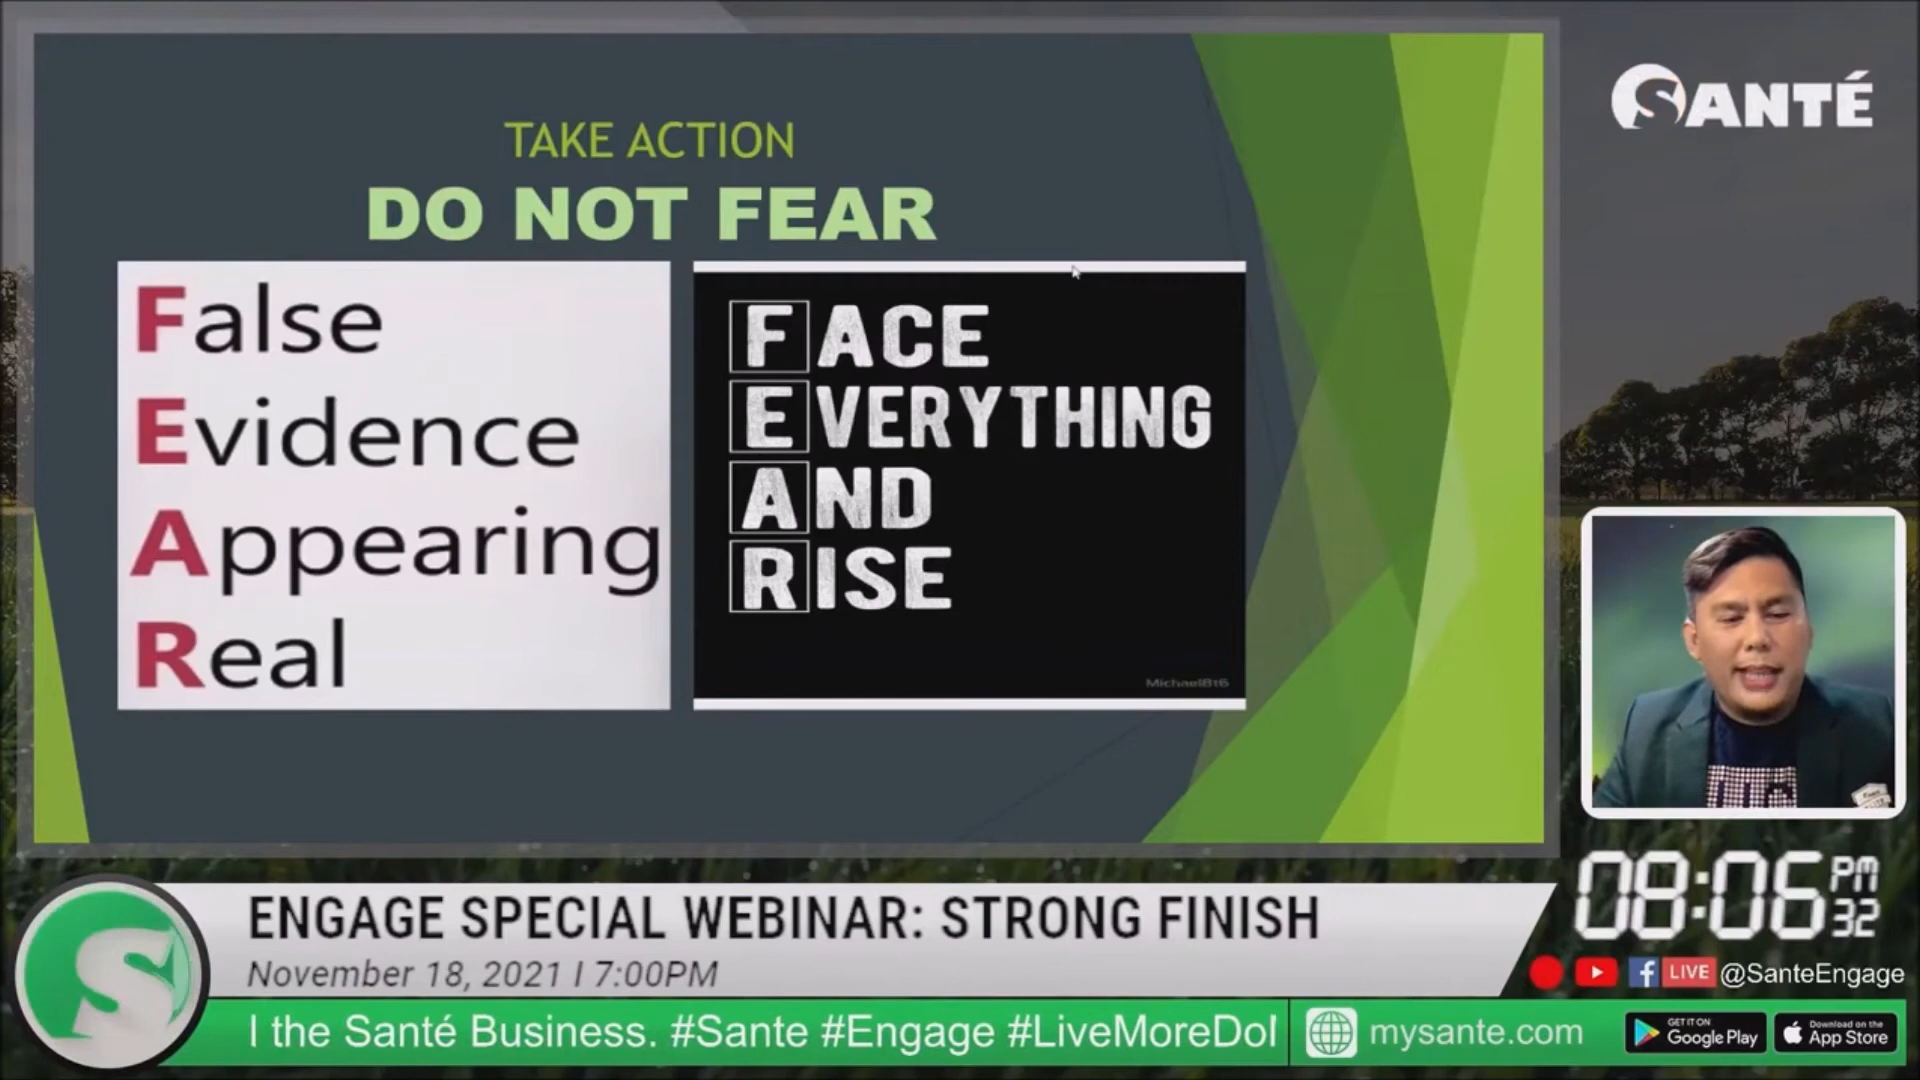 SANTÉ
TAKE ACTION
DO NOT FEAR
False
Evidence
Appearing
Real
FACE
EVERYTHING
AND
RISE
08:06 PM 32
ENGAGE SPECIAL WEBINAR: STRONG FINISH
November 18, 2021 I 7:00PM
LIVE @SanteEngage
I the Santé Business. #Sante #Engage #LiveMoreDoI
mysante.com
GET IT ON
Google Play
Download on the
App Store